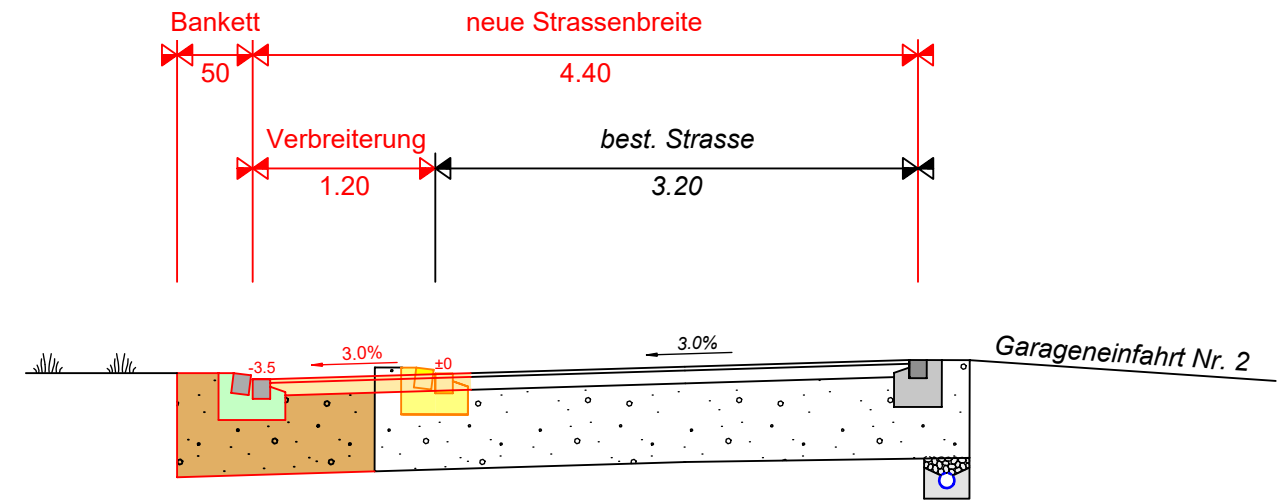 Bankett neue Strassenbreite
50 4.40
Verbreiterung best. Strasse
1.20 3.20
-3.5 3.0% ±0 3.0% Garageneinfahrt Nr. 2